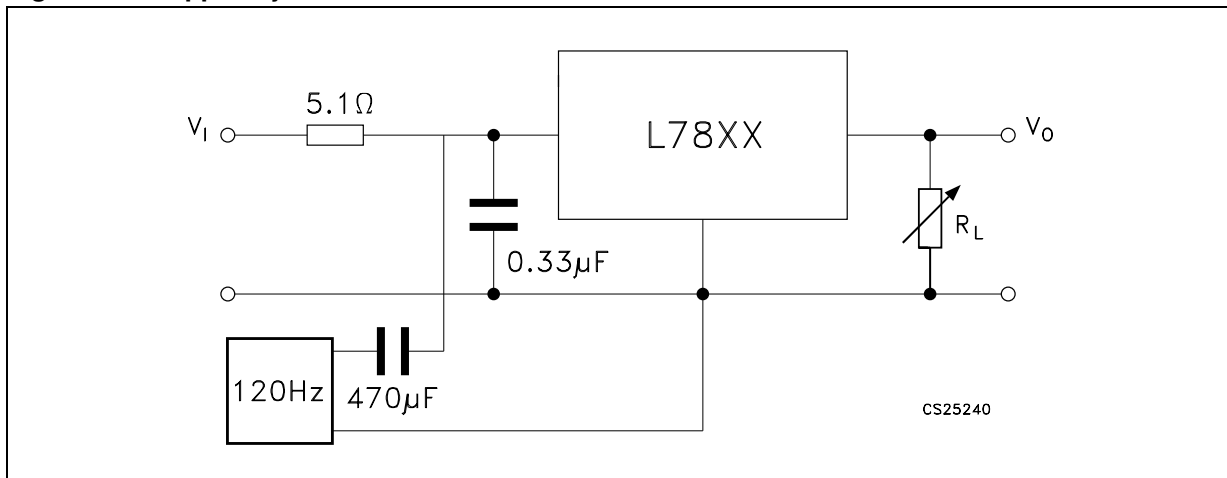 5.1Ω
V_I
L78XX
V_O
R_L
0.33µF
120Hz
470µF
CS25240